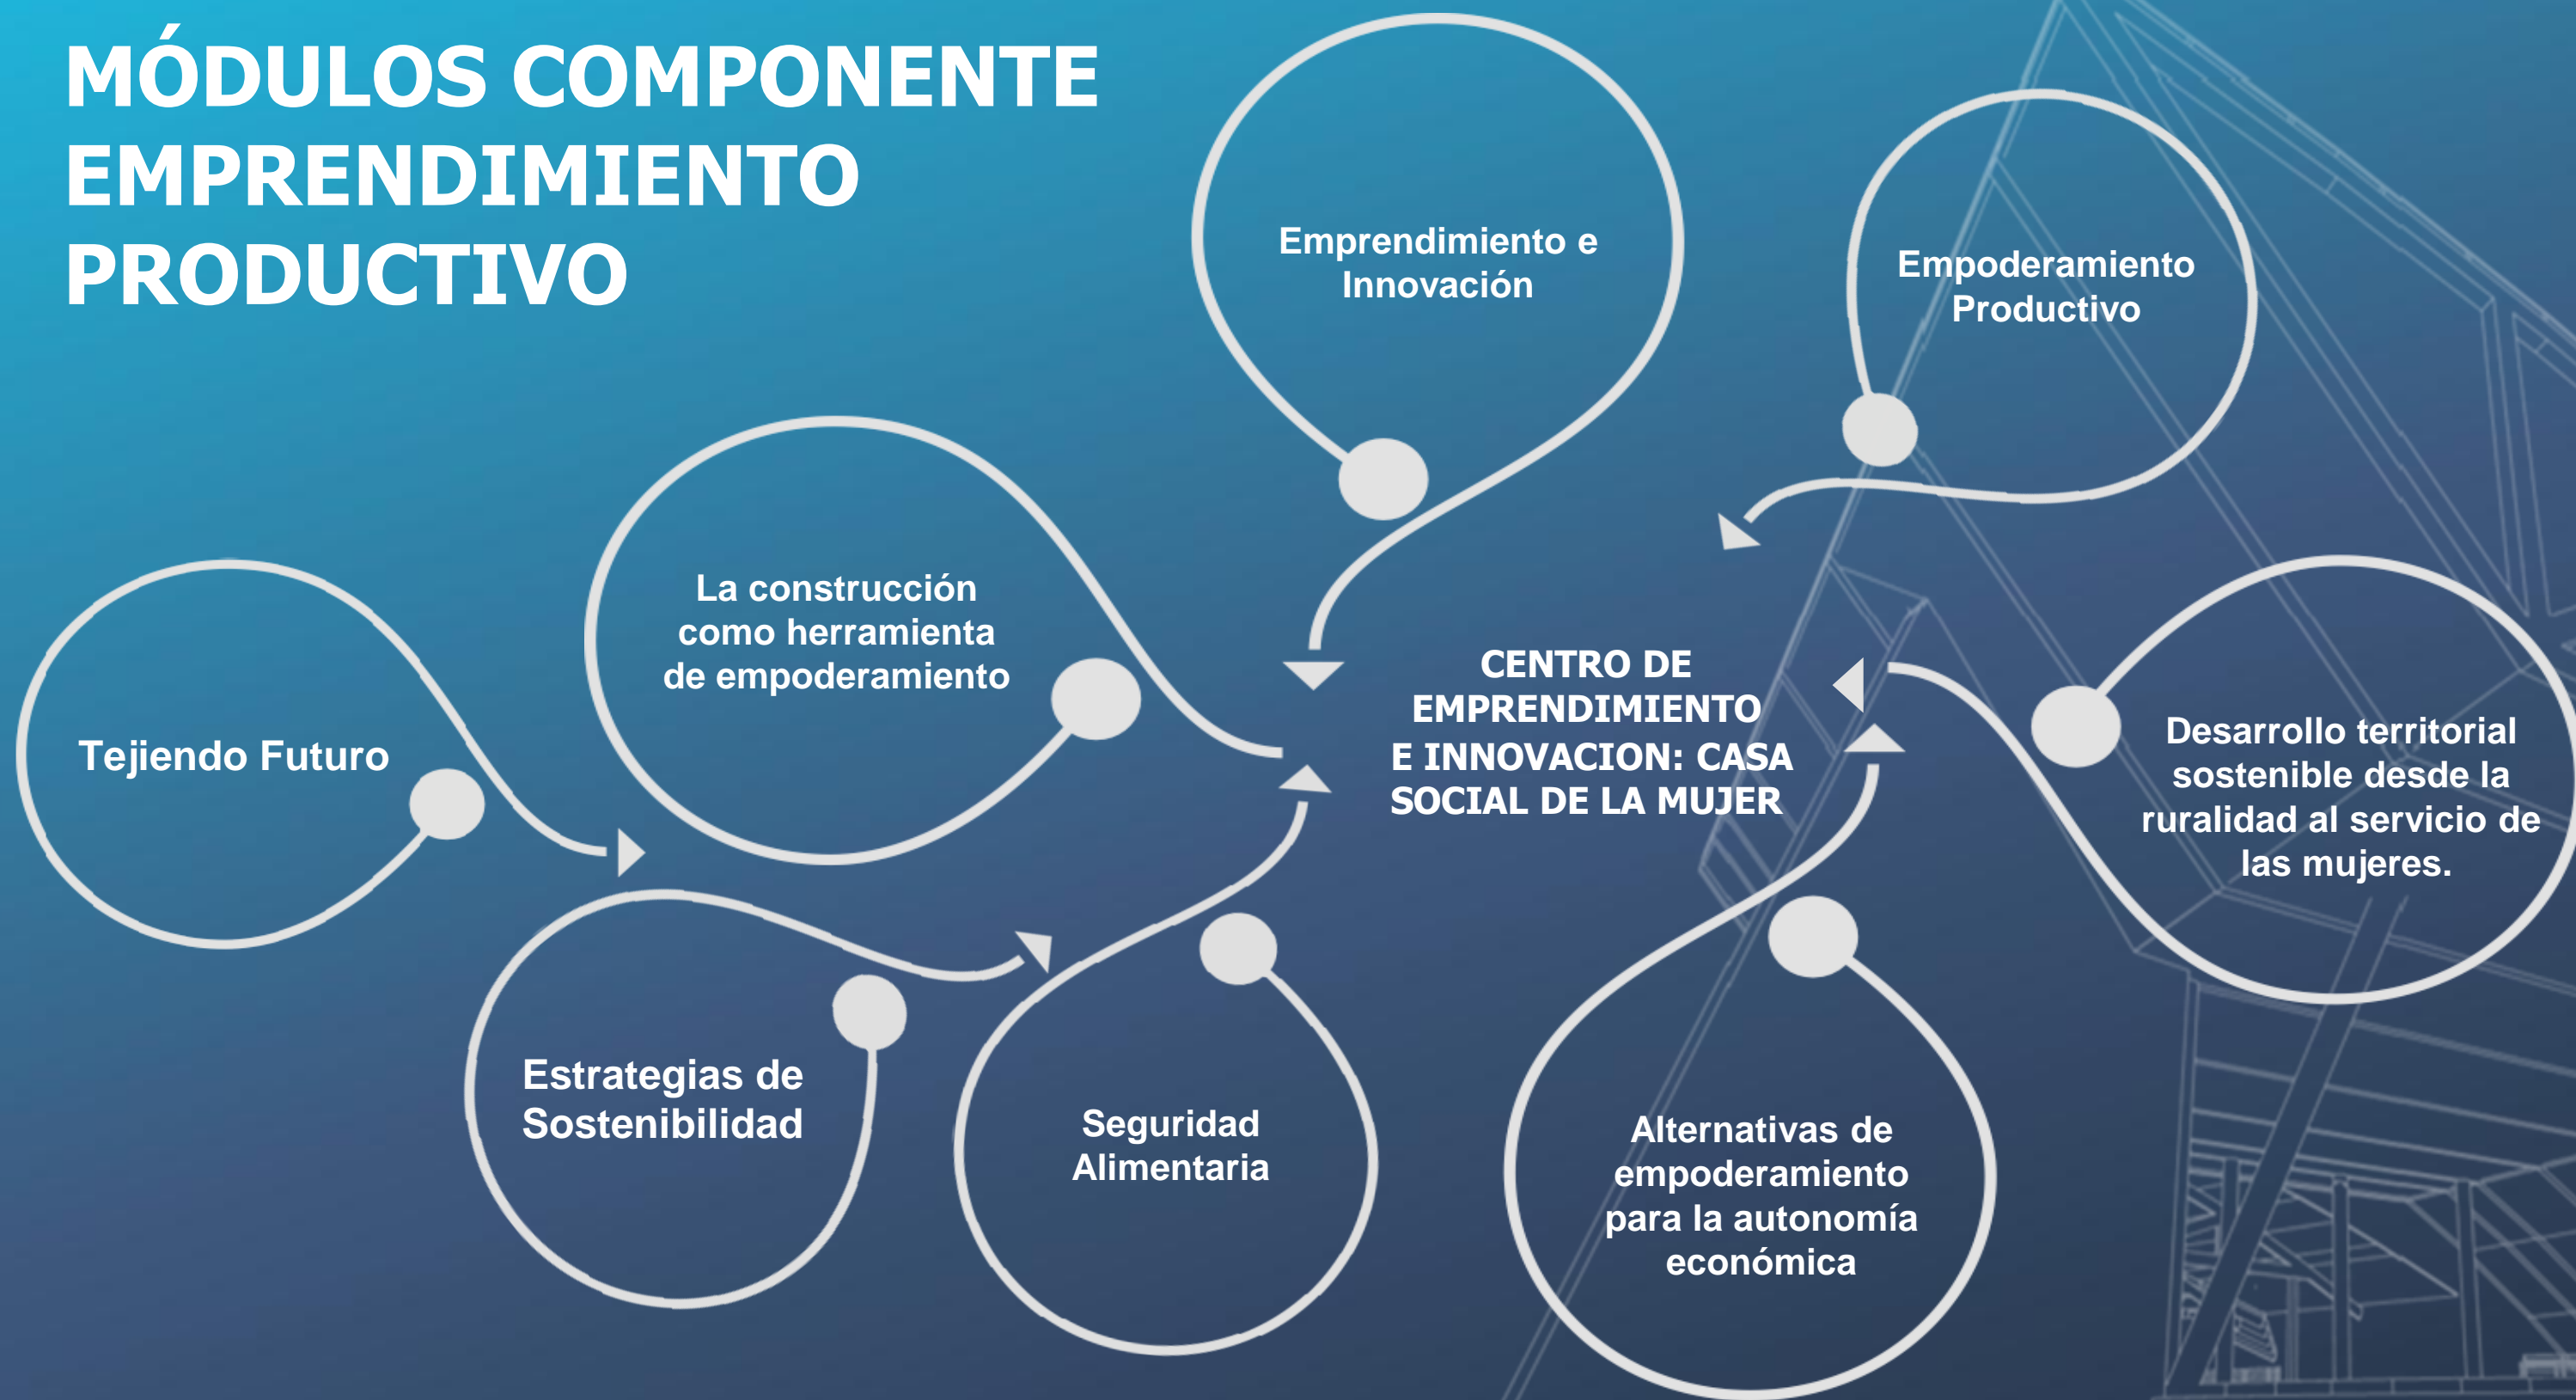 MÓDULOS COMPONENTE
EMPRENDIMIENTO
PRODUCTIVO
Emprendimiento e
Innovación
Empoderamiento
Productivo
La construcción
como herramienta
de empoderamiento
Tejiendo Futuro
CENTRO DE
EMPRENDIMIENTO
E INNOVACION: CASA
SOCIAL DE LA MUJER
Desarrollo territorial
sostenible desde la
ruralidad al servicio de
las mujeres.
Estrategias de
Sostenibilidad
Seguridad
Alimentaria
Alternativas de
empoderamiento
para la autonomía
económica